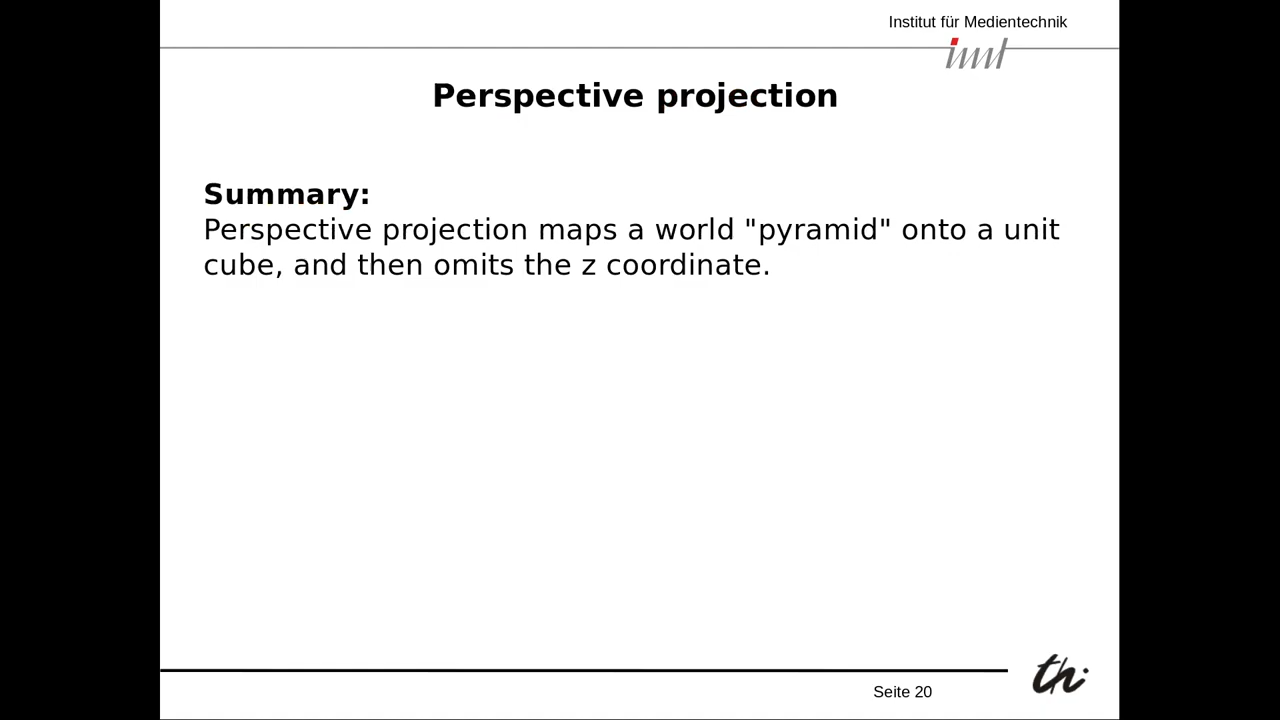 Institut für Medientechnik
iml
Perspective projection
Summary:
Perspective projection maps a world "pyramid" onto a unit
cube, and then omits the z coordinate.
th
Seite 20